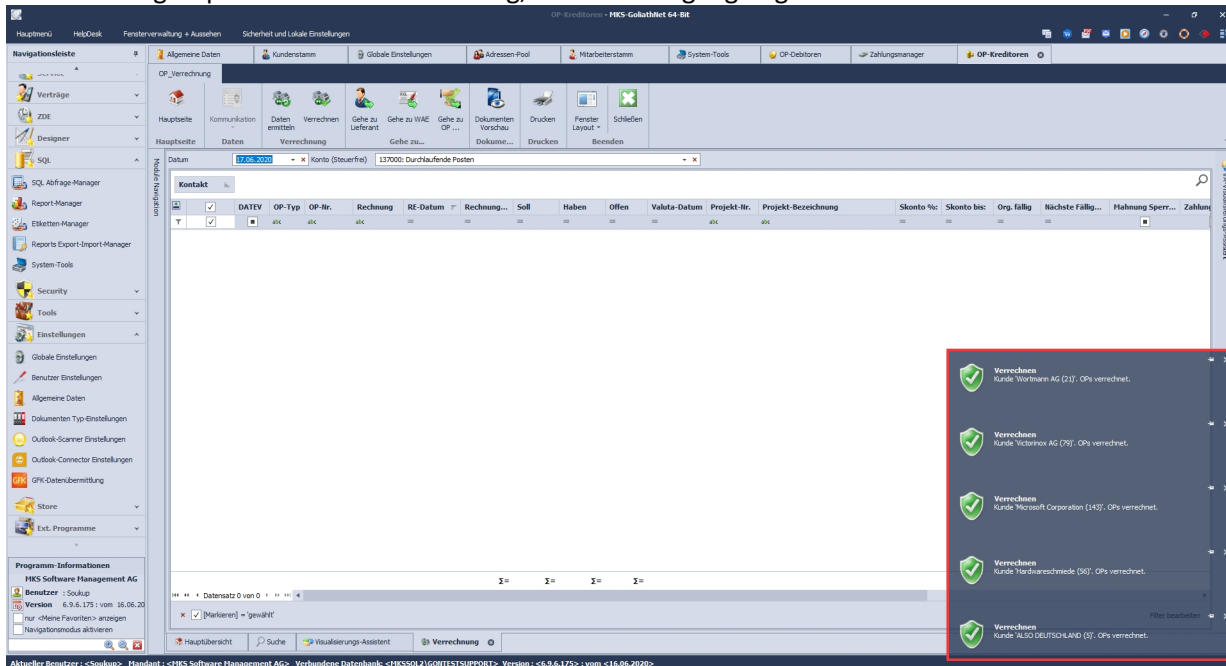 OP-Kreditoren - MKS-GoliathNet 64-Bit
Hauptmenü HelpDesk Fensterverwaltung + Aussehen Sicherheit und Lokale Einstellungen
Navigationsleiste
Allgemeine Daten Kundenstamm Globale Einstellungen Adressen-Pool Mitarbeiterstamm System-Tools OP-Debitoren Zahlungsmanager OP-Kreditoren
OP_Verrechnung
Verträge
ZDE
Designer
SQL
SQL Abfrage-Manager
Report-Manager
Etiketten-Manager
Reports Export-Import-Manager
System-Tools
Security
Tools
Einstellungen
Globale Einstellungen
Benutzer Einstellungen
Allgemeine Daten
Dokumenten Typ-Einstellungen
Outlook-Scanner Einstellungen
Outlook-Connector Einstellungen
GFK GFK-Datenübermittlung
Store
Ext. Programme
Programm-Informationen
MKS Software Management AG
Benutzer : Soukup
Version 6.9.6.175 : vom 16.06.20
nur <Meine Favoriten> anzeigen
Navigationsmodus aktivieren
Hauptseite Kommunikation Daten ermitteln Verrechnen Gehe zu Lieferant Gehe zu WAE Gehe zu OP ... Dokumenten Vorschau Drucken Fenster Layout Schließen
Hauptseite Daten Verrechnung Gehe zu... Dokume... Drucken Beenden
Module Navigation
Datum 17.06.2020 Konto (Steuerfrei) 137000: Durchlaufende Posten
Kontakt
DATEV OP-Typ OP-Nr. Rechnung RE-Datum Rechnung... Soll Haben Offen Valuta-Datum Projekt-Nr. Projekt-Bezeichnung Skonto %: Skonto bis: Org. fällig Nächste Fällig... Mahnung Sperr... Zahlung
Verrechnen
Kunde 'Wortmann AG (21)'. OPs verrechnet.
Verrechnen
Kunde 'Victorinox AG (79)'. OPs verrechnet.
Verrechnen
Kunde 'Microsoft Corporation (143)'. OPs verrechnet.
Verrechnen
Kunde 'Hardwareschmiede (56)'. OPs verrechnet.
Verrechnen
Kunde 'ALSO DEUTSCHLAND (5)'. OPs verrechnet.
Σ= Σ= Σ= Σ=
Datensatz 0 von 0
[Markieren] = 'gewählt'
Filter bearbeiten
Hauptübersicht Suche Visualisierungs-Assistent Verrechnung
Aktueller Benutzer : <Soukup> Mandant : <MKS Software Management AG> Verbundene Datenbank: <MKSSQL2\GONTESTSUPPORT> Version : <6.9.6.175> : vom <16.06.2020>